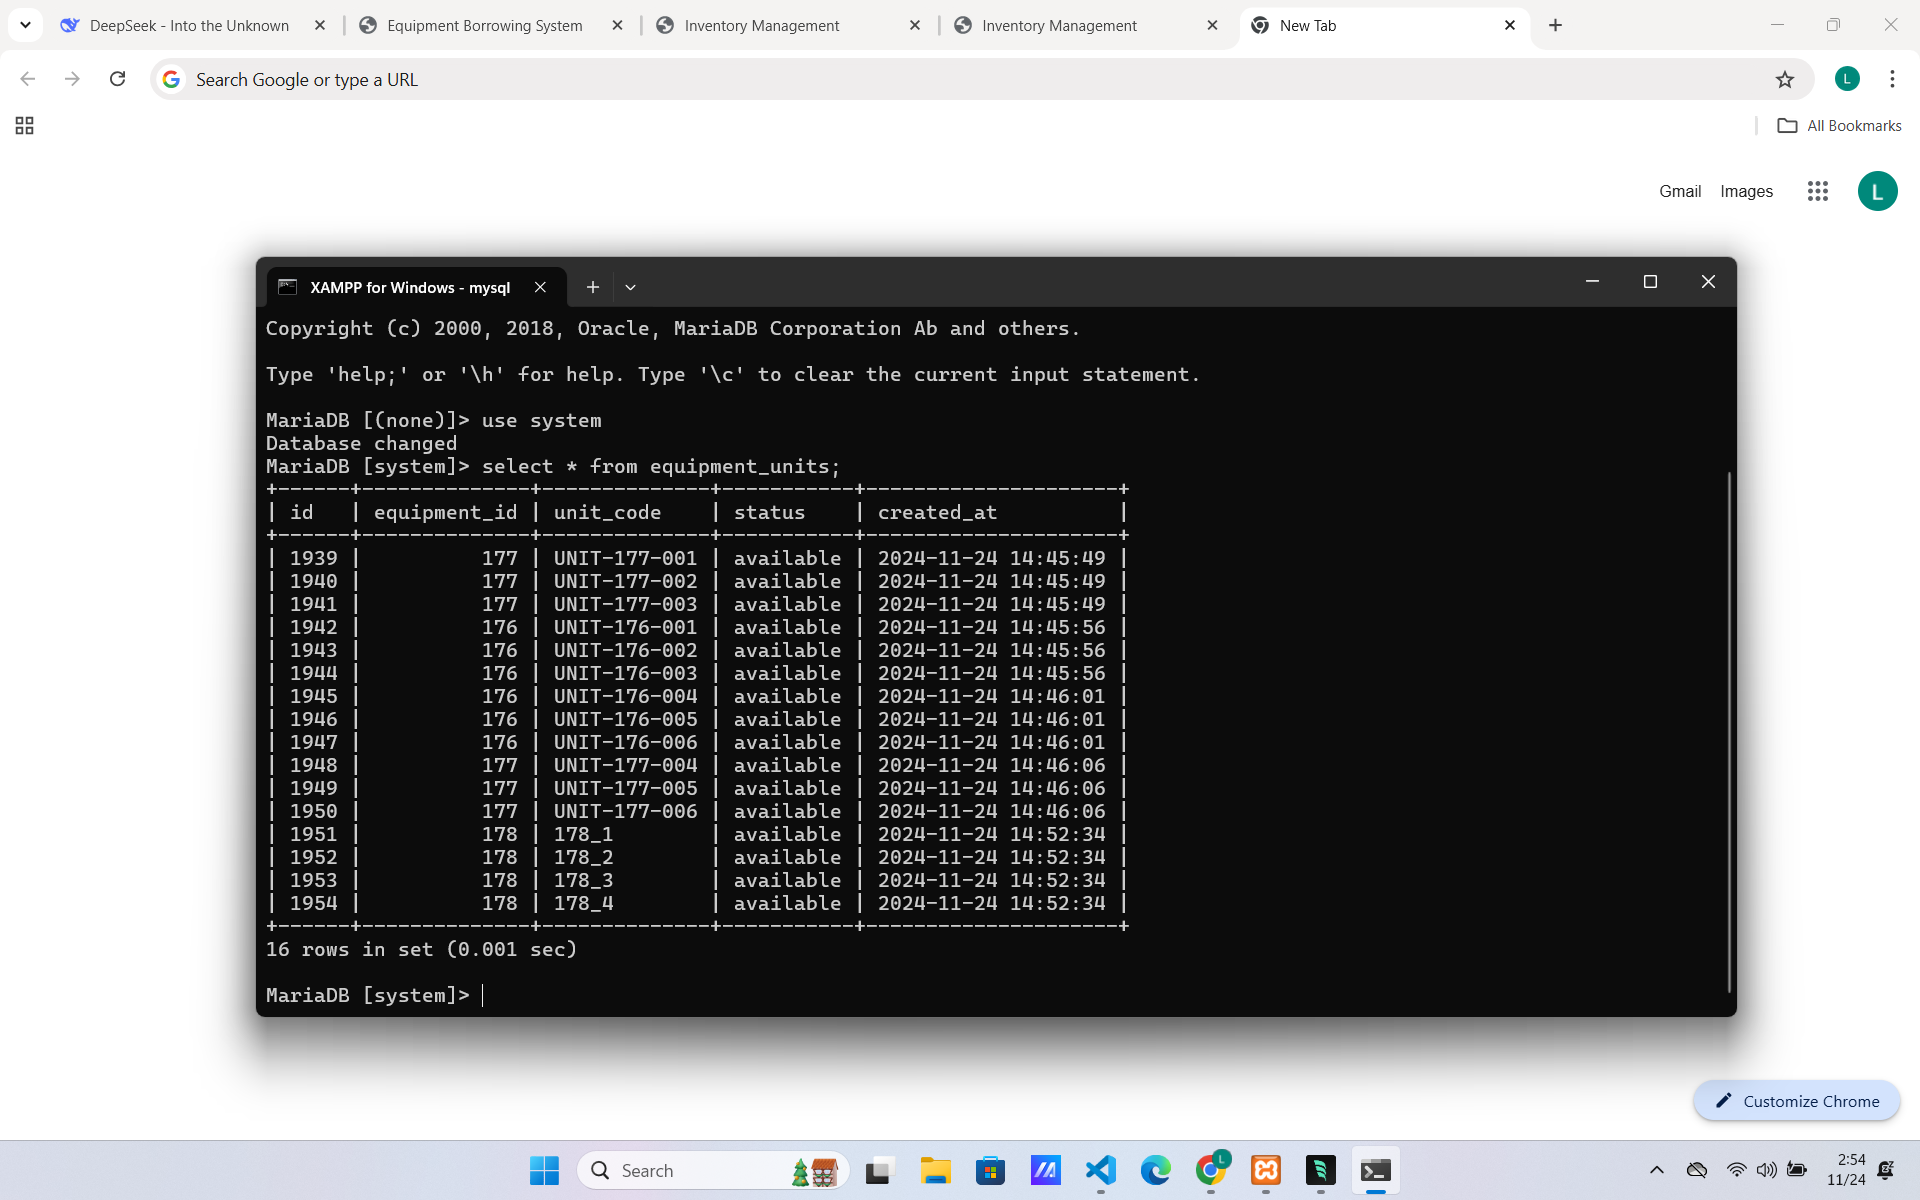 DeepSeek - Into the Unknown
Equipment Borrowing System
Inventory Management
Inventory Management
New Tab
Search Google or type a URL
L
All Bookmarks
Gmail Images L
XAMPP for Windows - mysql
Copyright (c) 2000, 2018, Oracle, MariaDB Corporation Ab and others.
Type 'help;' or '\h' for help. Type '\c' to clear the current input statement.
MariaDB [(none)]> use system
Database changed
MariaDB [system]> select * from equipment_units;
+------+--------------+--------------+-----------+---------------------+
| id   | equipment_id | unit_code    | status    | created_at          |
+------+--------------+--------------+-----------+---------------------+
| 1939 |          177 | UNIT-177-001 | available | 2024-11-24 14:45:49 |
| 1940 |          177 | UNIT-177-002 | available | 2024-11-24 14:45:49 |
| 1941 |          177 | UNIT-177-003 | available | 2024-11-24 14:45:49 |
| 1942 |          176 | UNIT-176-001 | available | 2024-11-24 14:45:56 |
| 1943 |          176 | UNIT-176-002 | available | 2024-11-24 14:45:56 |
| 1944 |          176 | UNIT-176-003 | available | 2024-11-24 14:45:56 |
| 1945 |          176 | UNIT-176-004 | available | 2024-11-24 14:46:01 |
| 1946 |          176 | UNIT-176-005 | available | 2024-11-24 14:46:01 |
| 1947 |          176 | UNIT-176-006 | available | 2024-11-24 14:46:01 |
| 1948 |          177 | UNIT-177-004 | available | 2024-11-24 14:46:06 |
| 1949 |          177 | UNIT-177-005 | available | 2024-11-24 14:46:06 |
| 1950 |          177 | UNIT-177-006 | available | 2024-11-24 14:46:06 |
| 1951 |          178 | 178_1        | available | 2024-11-24 14:52:34 |
| 1952 |          178 | 178_2        | available | 2024-11-24 14:52:34 |
| 1953 |          178 | 178_3        | available | 2024-11-24 14:52:34 |
| 1954 |          178 | 178_4        | available | 2024-11-24 14:52:34 |
+------+--------------+--------------+-----------+---------------------+
16 rows in set (0.001 sec)
MariaDB [system]>
Customize Chrome
Search
L
2:54
11/24